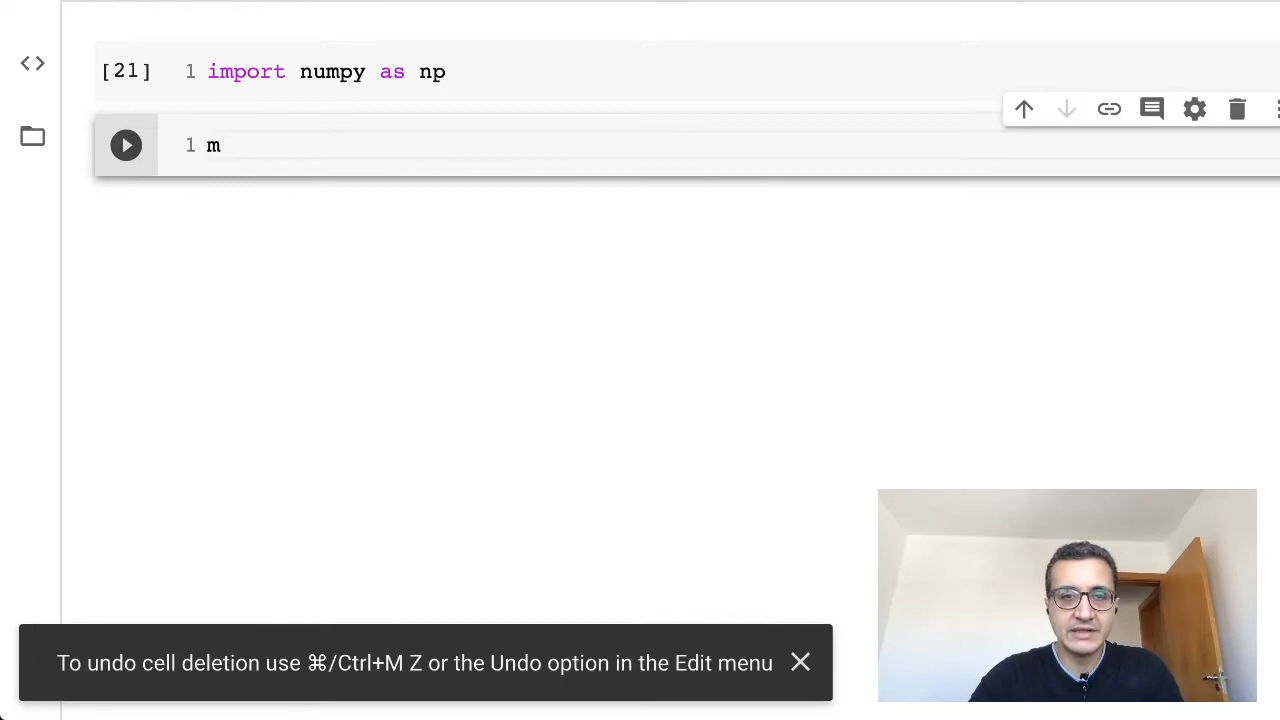 [21] 1 import numpy as np
1 m
To undo cell deletion use ⌘/Ctrl+M Z or the Undo option in the Edit menu